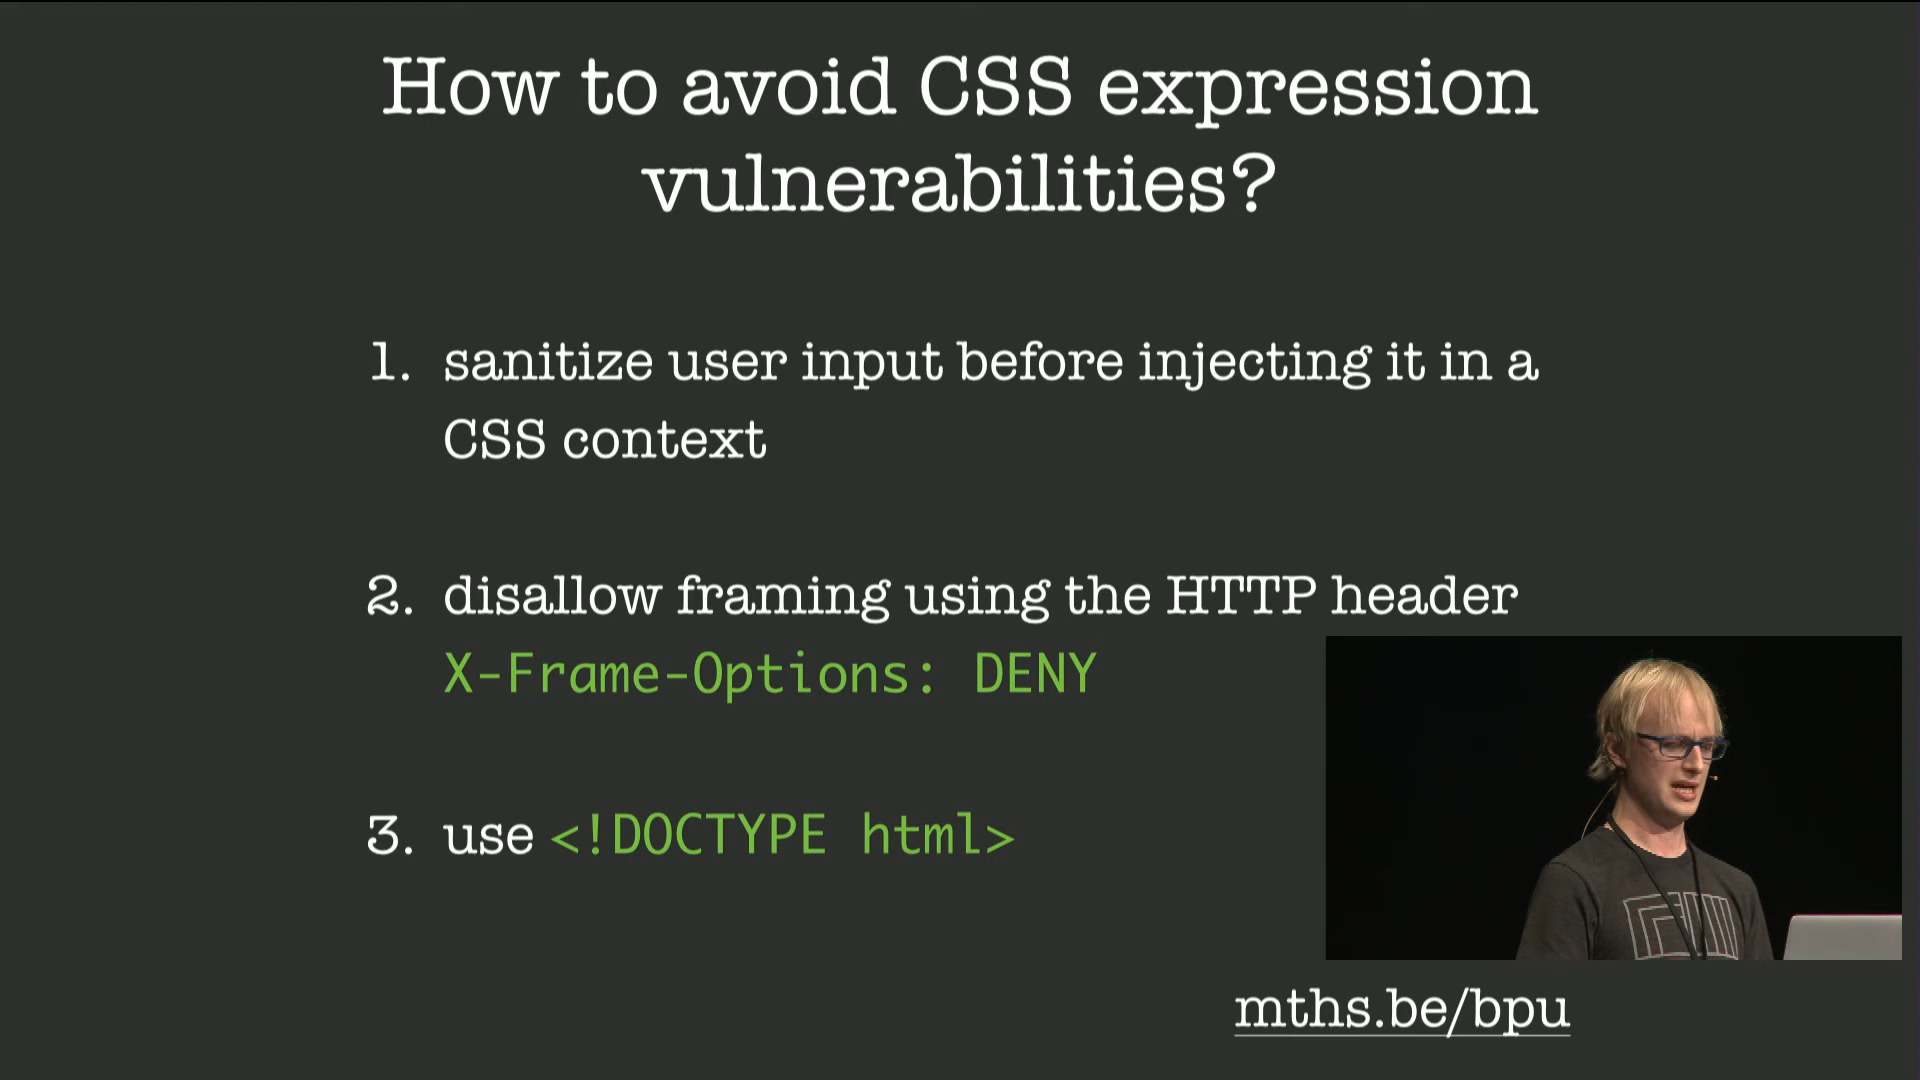 How to avoid CSS expression
vulnerabilities?
1. sanitize user input before injecting it in a
CSS context
2. disallow framing using the HTTP header
X-Frame-Options: DENY
3. use <!DOCTYPE html>
mths.be/bpu